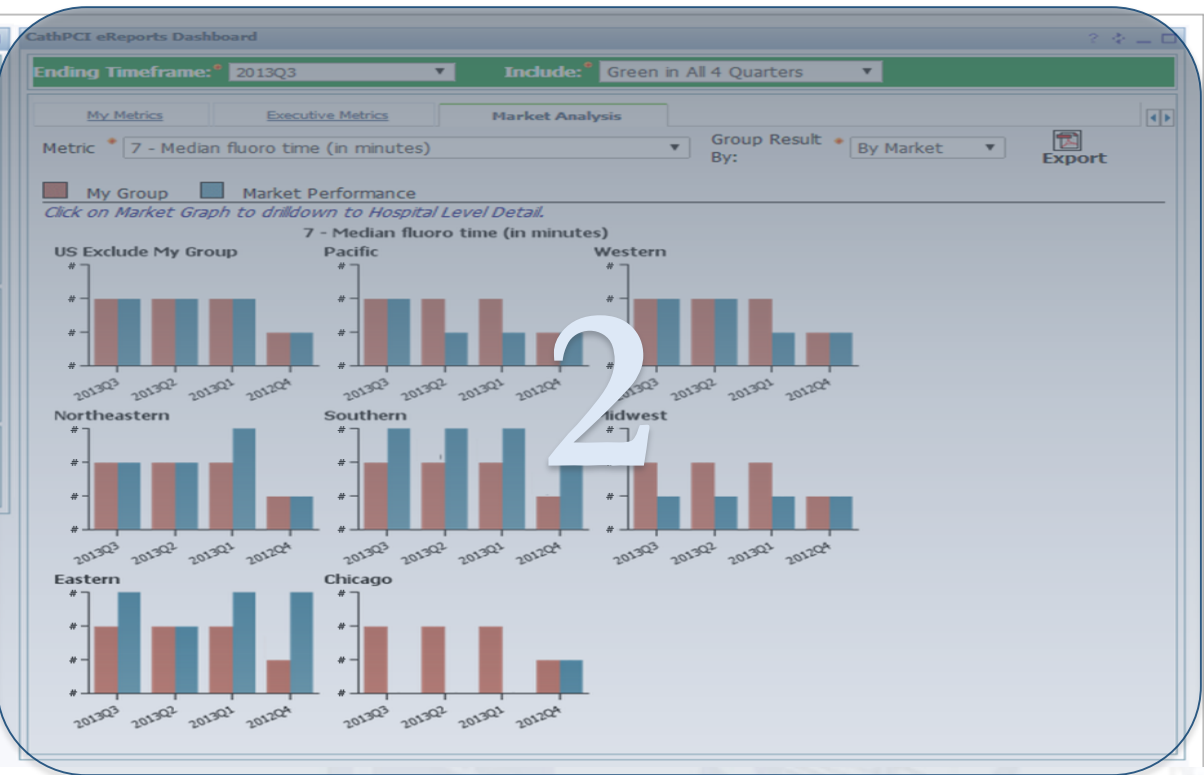 CathPCI eReports Dashboard ?
Ending Timeframe:* 2013Q3 Include:* Green in All 4 Quarters
My Metrics Executive Metrics Market Analysis
Metric * 7 - Median fluoro time (in minutes) Group Result * By Market
By: Export
My Group Market Performance
Click on Market Graph to drilldown to Hospital Level Detail.
7 - Median fluoro time (in minutes)
US Exclude My Group Pacific Western
# # #
# # #
# # #
# # #
2013Q3 2013Q2 2013Q1 2012Q4 2013Q3 2013Q2 2013Q1 2012Q4 2013Q3 2013Q2 2013Q1 2012Q4
2
Northeastern Southern Midwest
# # #
# # #
# # #
# # #
2013Q3 2013Q2 2013Q1 2012Q4 2013Q3 2013Q2 2013Q1 2012Q4 2013Q3 2013Q2 2013Q1 2012Q4
Eastern Chicago
# #
# #
# #
# #
2013Q3 2013Q2 2013Q1 2012Q4 2013Q3 2013Q2 2013Q1 2012Q4